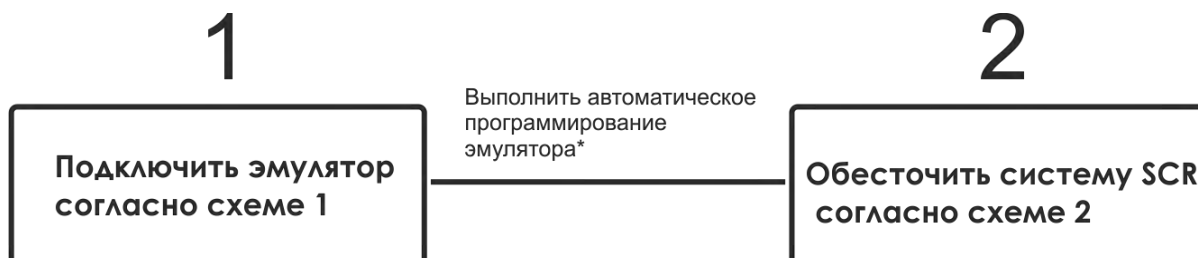 1
Подключить эмулятор
согласно схеме 1
Выполнить автоматическое
программирование
эмулятора*
2
Обесточить систему SCR
согласно схеме 2